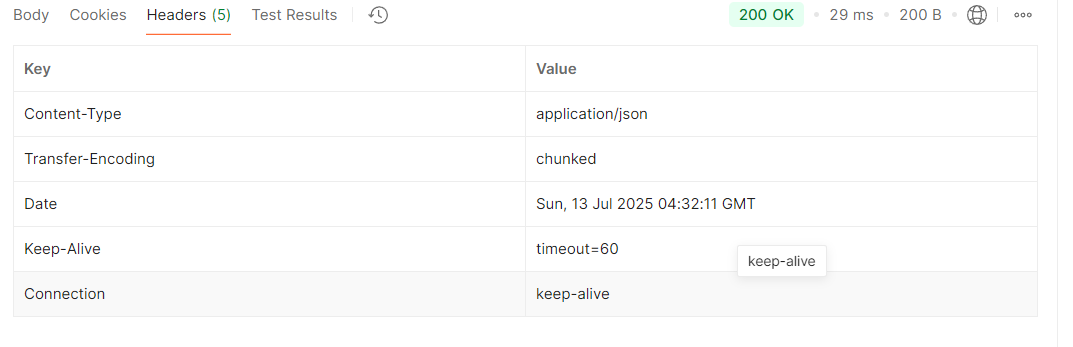 Body Cookies Headers (5) Test Results 200 OK 29 ms 200 B
Key Value
Content-Type application/json
Transfer-Encoding chunked
Date Sun, 13 Jul 2025 04:32:11 GMT
Keep-Alive timeout=60
keep-alive
Connection keep-alive